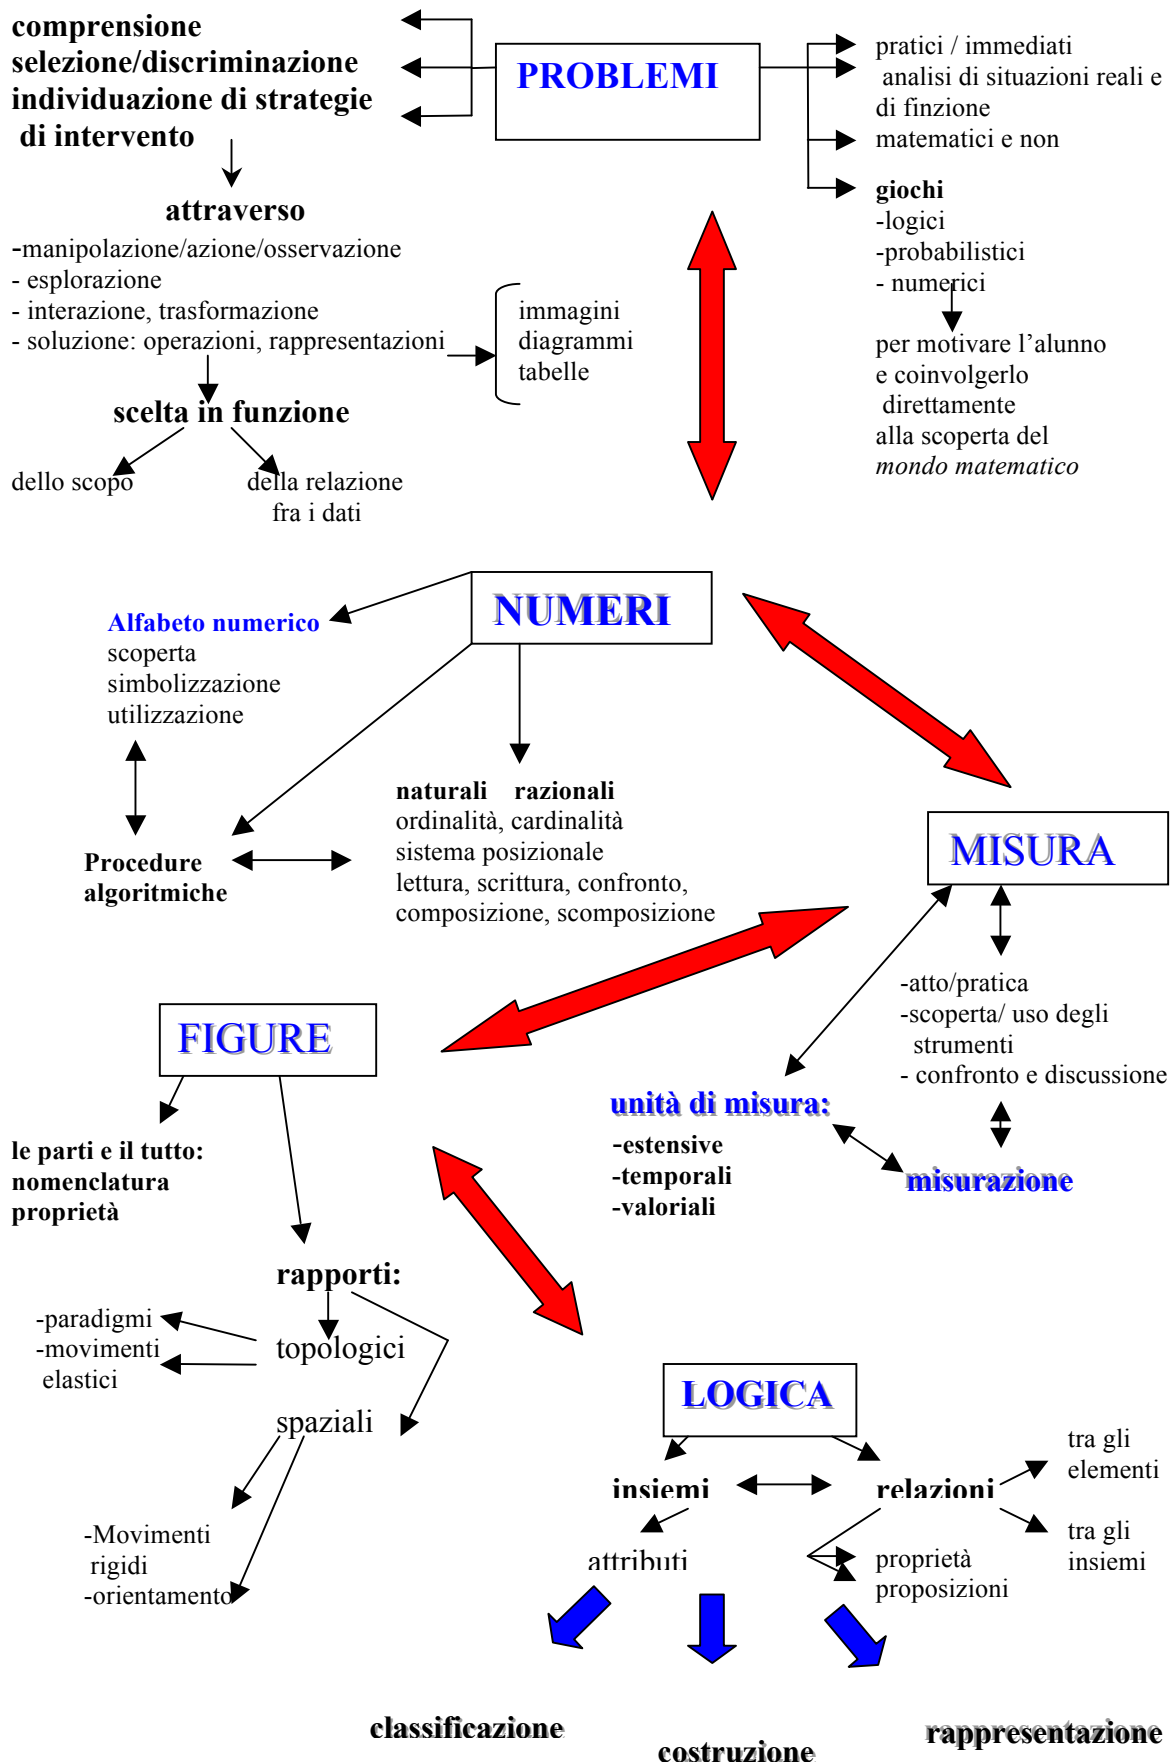 comprensione
selezione/discriminazione
individuazione di strategie
di intervento
PROBLEMI
pratici / immediati
analisi di situazioni reali e
di finzione
matematici e non
giochi
-logici
-probabilistici
- numerici
per motivare l’alunno
e coinvolgerlo
direttamente
alla scoperta del
mondo matematico
attraverso
-manipolazione/azione/osservazione
- esplorazione
- interazione, trasformazione
- soluzione: operazioni, rappresentazioni
immagini
diagrammi
tabelle
scelta in funzione
dello scopo
della relazione
fra i dati
NUMERI
Alfabeto numerico
scoperta
simbolizzazione
utilizzazione
naturali razionali
ordinalità, cardinalità
sistema posizionale
lettura, scrittura, confronto,
composizione, scomposizione
Procedure
algoritmiche
MISURA
-atto/pratica
-scoperta/ uso degli
strumenti
- confronto e discussione
unità di misura:
-estensive
-temporali
-valoriali
misurazione
FIGURE
le parti e il tutto:
nomenclatura
proprietà
rapporti:
topologici
-paradigmi
-movimenti
elastici
spaziali
-Movimenti
rigidi
-orientamento
LOGICA
insiemi
relazioni
tra gli
elementi
tra gli
insiemi
attributi
proprietà
proposizioni
classificazione
costruzione
rappresentazione